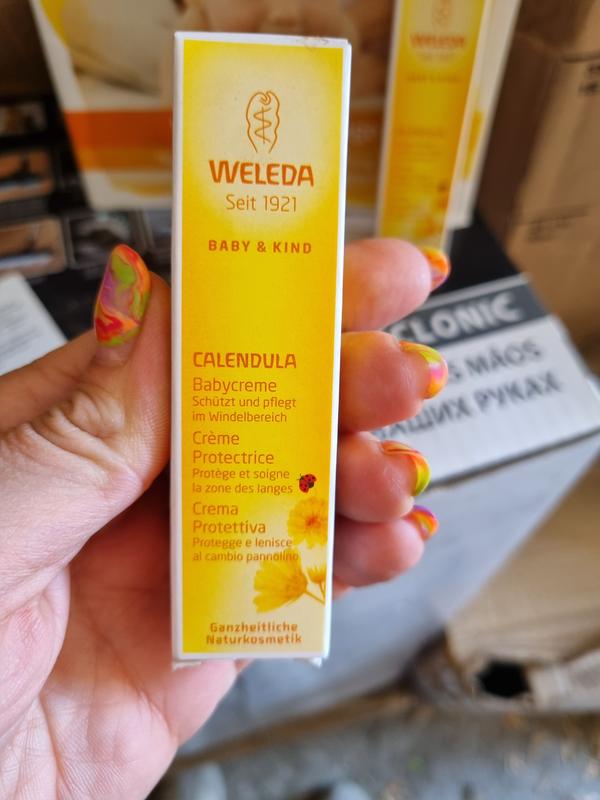 WELEDA
Seit 1921
BABY & KIND
CALENDULA
Babycreme
Schützt und pflegt
im Windelbereich
Crème
Protectrice
Protège et soigne
la zone des langes
Crema
Protettiva
Protegge e lenisce
al cambio pannolino
Ganzheitliche
Naturkosmetik
WELEDA
CLONIC
MÃOS
ВАШИХ РУКАХ